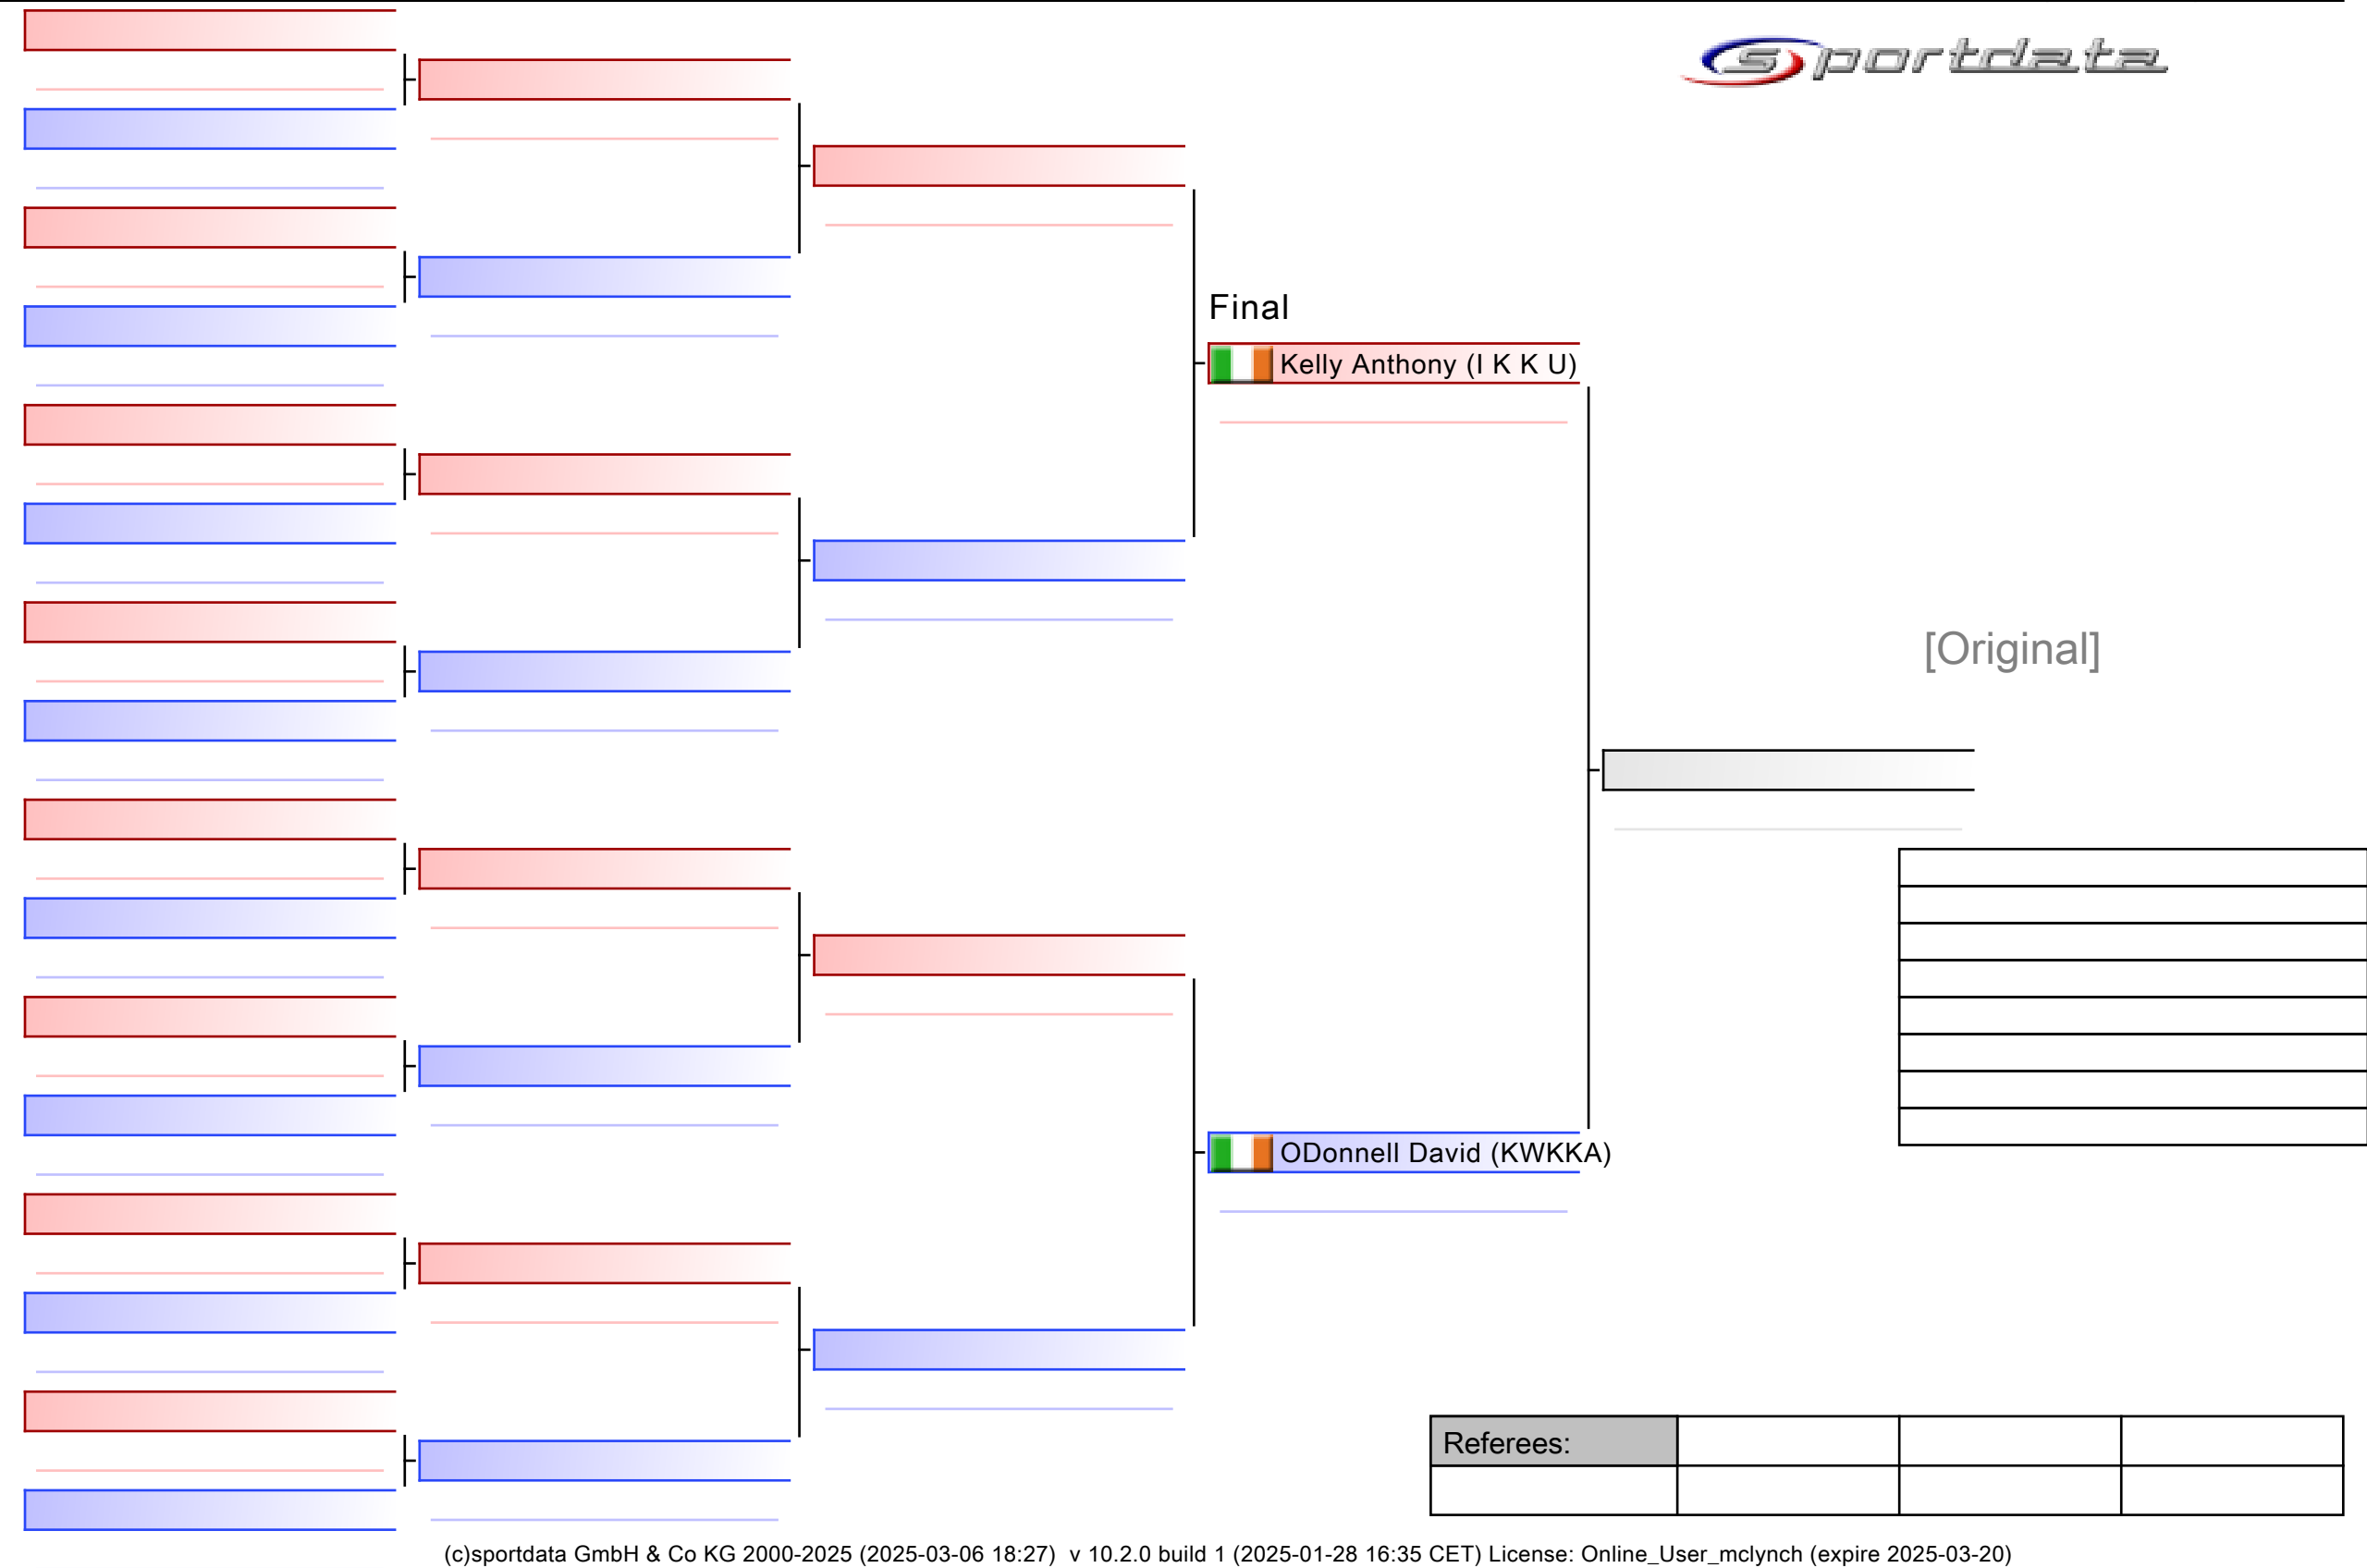 sportdata
Final
Kelly Anthony (I K K U)
[Original]
ODonnell David (KWKKA)
Referees:
(c)sportdata GmbH & Co KG 2000-2025 (2025-03-06 18:27)  v 10.2.0 build 1 (2025-01-28 16:35 CET) License: Online_User_mclynch (expire 2025-03-20)